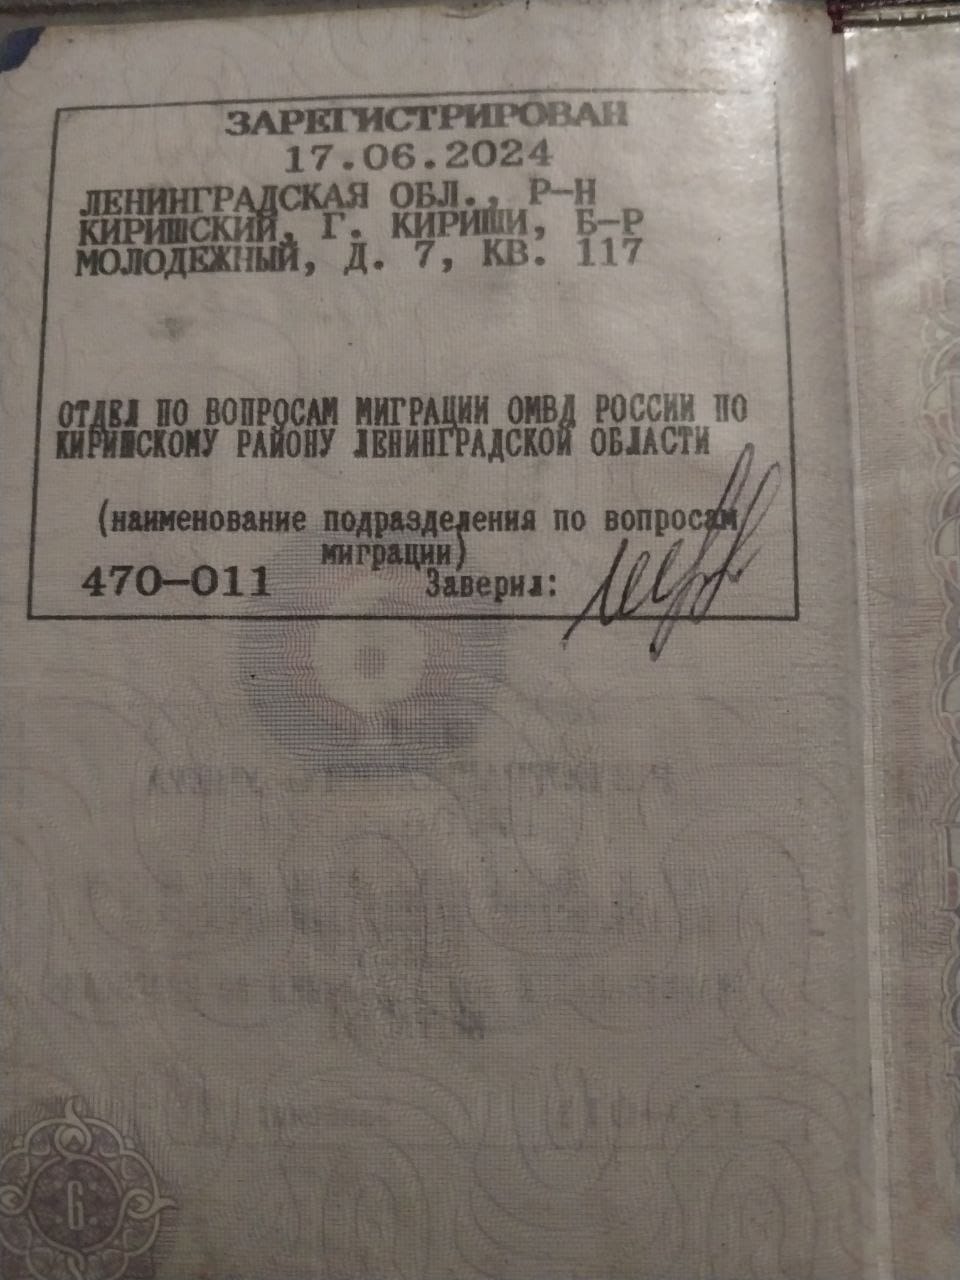 ЗАРЕГИСТРИРОВАН
17.06.2024
ЛЕНИНГРАДСКАЯ ОБЛ., Р-Н
КИРИШСКИЙ, Г. КИРИШИ, Б-Р
МОЛОДЕЖНЫЙ, Д. 7, КВ. 117
ОТДЕЛ ПО ВОПРОСАМ МИГРАЦИИ ОМВД РОССИИ ПО
КИРИШСКОМУ РАЙОНУ ЛЕНИНГРАДСКОЙ ОБЛАСТИ
(наименование подразделения по вопросам
миграции)
470-011 Заверил:
6